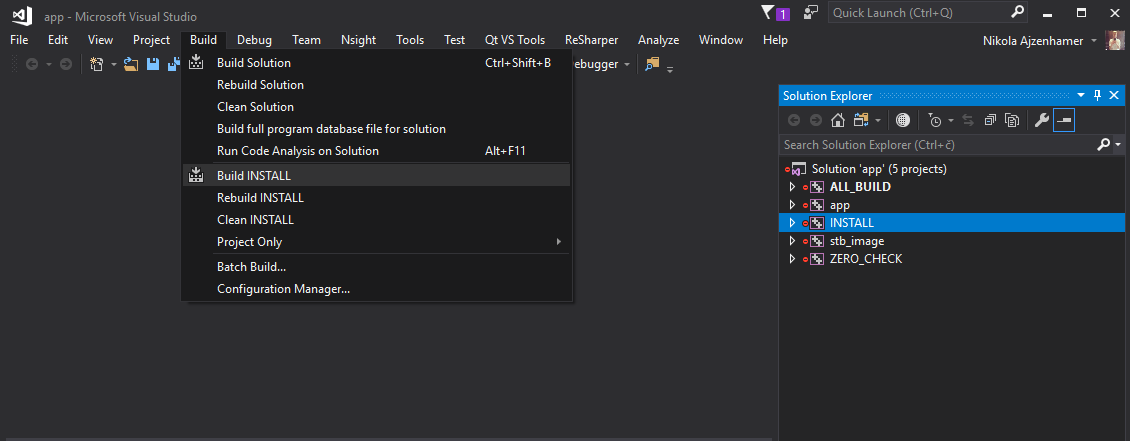 app - Microsoft Visual Studio
1
Quick Launch (Ctrl+Q)
File Edit View Project Build Debug Team Nsight Tools Test Qt VS Tools ReSharper Analyze Window Help
Nikola Ajzenhamer
ebugger
Build Solution Ctrl+Shift+B
Rebuild Solution
Clean Solution
Build full program database file for solution
Run Code Analysis on Solution Alt+F11
Build INSTALL
Rebuild INSTALL
Clean INSTALL
Project Only
Batch Build...
Configuration Manager...
Solution Explorer
Search Solution Explorer (Ctrl+č)
Solution 'app' (5 projects)
ALL_BUILD
app
INSTALL
stb_image
ZERO_CHECK